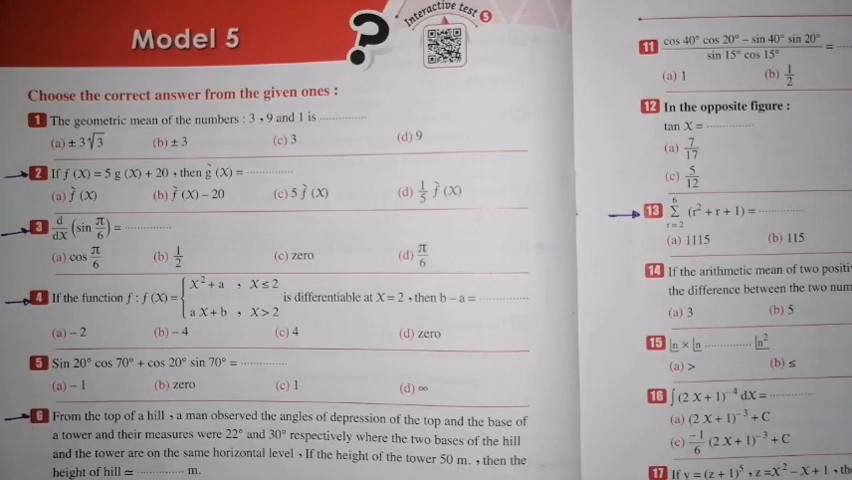 Model 5
Interactive test 5
Choose the correct answer from the given ones :
1 The geometric mean of the numbers : 3 , 9 and 1 is ..............
(a) ± 3√3 (b) ± 3 (c) 3 (d) 9
2 If f (X) = 5 g (X) + 20 , then g̀ (X) = ..............
(a) f̀ (X) (b) f̀ (X) – 20 (c) 5 f̀ (X) (d) 1/5 f̀ (X)
3 d/dX (sin π/6) = ..............
(a) cos π/6 (b) 1/2 (c) zero (d) π/6
4 If the function f : f (X) = { X² + a , X ≤ 2
a X + b , X > 2 is differentiable at X = 2 , then b – a = ..............
(a) – 2 (b) – 4 (c) 4 (d) zero
5 Sin 20° cos 70° + cos 20° sin 70° = ..............
(a) – 1 (b) zero (c) 1 (d) ∞
6 From the top of a hill , a man observed the angles of depression of the top and the base of
a tower and their measures were 22° and 30° respectively where the two bases of the hill
and the tower are on the same horizontal level , If the height of the tower 50 m. , then the
height of hill ≃ .............. m.
11 cos 40° cos 20° – sin 40° sin 20° / sin 15° cos 15° = ......
(a) 1 (b) 1/2
12 In the opposite figure :
tan X = ..............
(a) 7/17
(c) 5/12
13 6 Σ r = 2 (r² + r + 1) = ..............
(a) 1115 (b) 115
14 If the arithmetic mean of two positi
the difference between the two num
(a) 3 (b) 5
15 |n × |n .............. |n²
(a) > (b) ≤
16 ∫ (2 X + 1)⁻⁴ dX = ..............
(a) (2 X + 1)⁻³ + C
(c) –1/6 (2 X + 1)⁻³ + C
17 If y = (z + 1)⁵ , z = X² – X + 1 , the